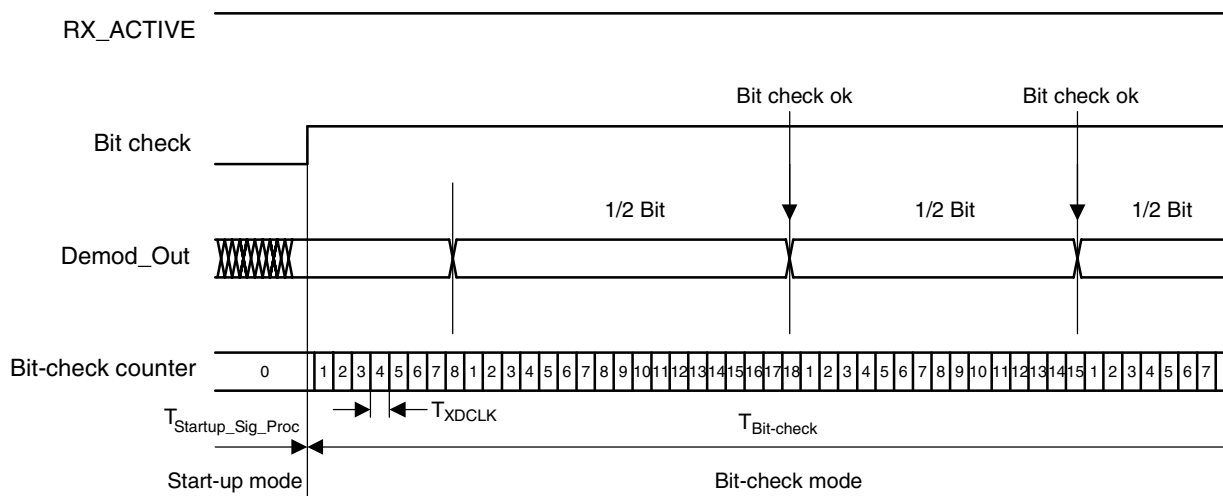 RX_ACTIVE
Bit check ok Bit check ok
Bit check
1/2 Bit 1/2 Bit 1/2 Bit
Demod_Out
Bit-check counter 0 1 2 3 4 5 6 7 8 1 2 3 4 5 6 7 8 9 10 11 12 13 14 15 16 17 18 1 2 3 4 5 6 7 8 9 10 11 12 13 14 15 1 2 3 4 5 6 7
TStartup_Sig_Proc TXDCLK TBit-check
Start-up mode Bit-check mode